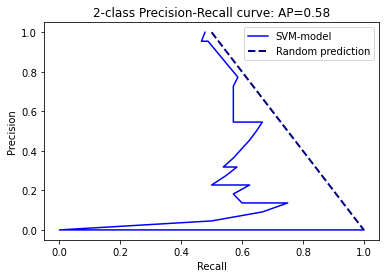 2-class Precision-Recall curve: AP=0.58
SVM-model
Random prediction
Precision
1.0
0.8
0.6
0.4
0.2
0.0
0.0 0.2 0.4 0.6 0.8 1.0
Recall